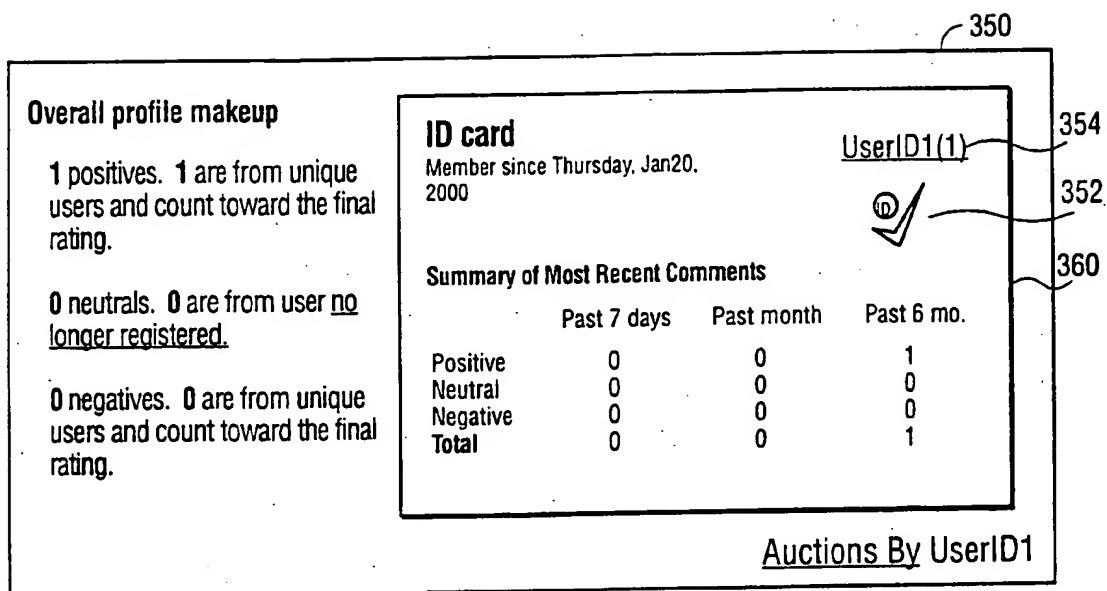 350
Overall profile makeup
1 positives. 1 are from unique
users and count toward the final
rating.
0 neutrals. 0 are from user no
longer registered.
0 negatives. 0 are from unique
users and count toward the final
rating.
ID card
Member since Thursday, Jan20,
2000
UserID1(1)
354
ID
352
360
Summary of Most Recent Comments
Past 7 days Past month Past 6 mo.
Positive 0 0 1
Neutral 0 0 0
Negative 0 0 0
Total 0 0 1
Auctions By UserID1